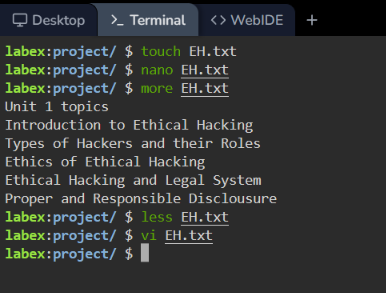 Desktop >_ Terminal <> WebIDE +
labex:project/ $ touch EH.txt
labex:project/ $ nano EH.txt
labex:project/ $ more EH.txt
Unit 1 topics
Introduction to Ethical Hacking
Types of Hackers and their Roles
Ethics of Ethical Hacking
Ethical Hacking and Legal System
Proper and Responsible Disclousure
labex:project/ $ less EH.txt
labex:project/ $ vi EH.txt
labex:project/ $